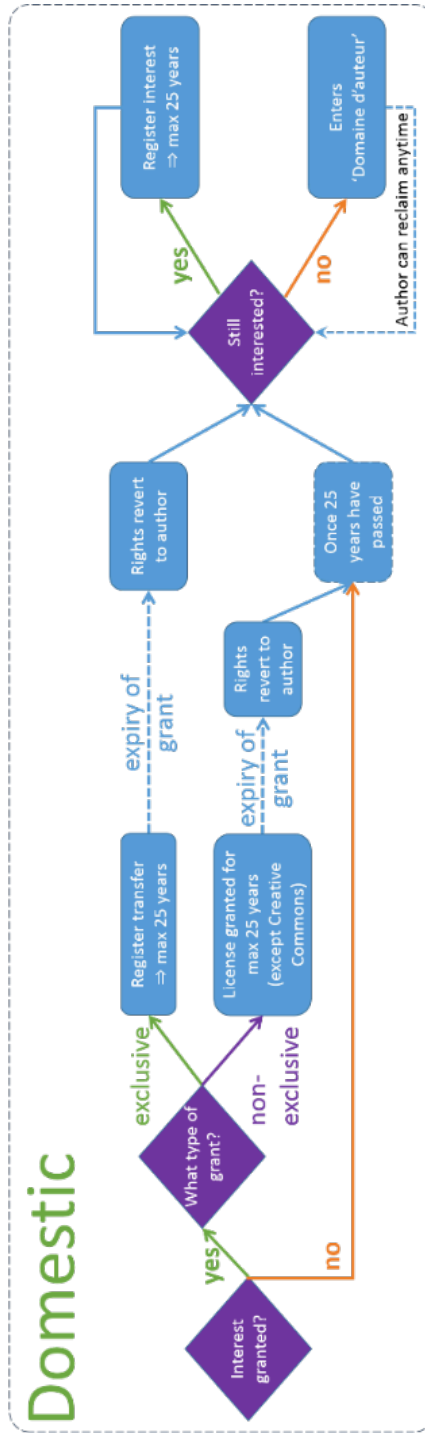 Domestic
Interest
granted?
yes
no
What type of
grant?
exclusive
non-
exclusive
Register transfer
⇒ max 25 years
License granted for
max 25 years
(except Creative
Commons)
expiry of
grant
expiry of
grant
Rights revert
to author
Rights
revert to
author
Once 25
years have
passed
Still
interested?
yes
no
Register interest
⇒ max 25 years
Enters
‘Domaine d’auteur’
Author can reclaim anytime